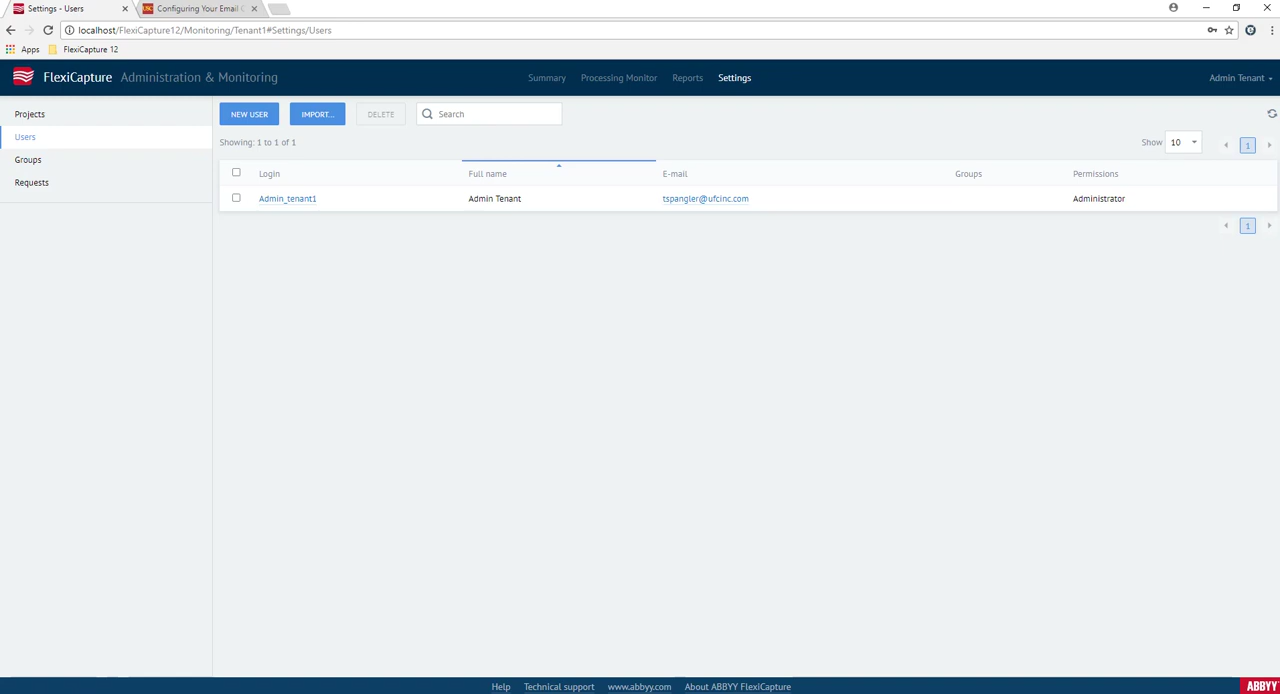 Settings - Users
Configuring Your Email C
localhost/FlexiCapture12/Monitoring/Tenant1#Settings/Users
Apps FlexiCapture 12
FlexiCapture Administration & Monitoring Summary Processing Monitor Reports Settings Admin Tenant
Projects
Users
Groups
Requests
NEW USER IMPORT... DELETE Search
Showing: 1 to 1 of 1 Show 10 1
Login Full name E-mail Groups Permissions
Admin_tenant1 Admin Tenant tspangler@ufcinc.com Administrator
1
Help Technical support www.abbyy.com About ABBYY FlexiCapture ABBYY